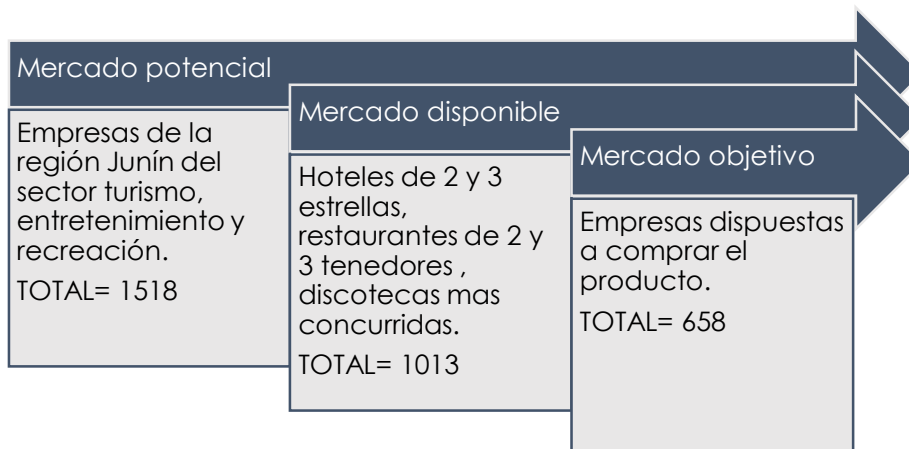 Mercado potencial
Empresas de la
región Junín del
sector turismo,
entretenimiento y
recreación.
TOTAL= 1518
Mercado disponible
Hoteles de 2 y 3
estrellas,
restaurantes de 2 y
3 tenedores ,
discotecas mas
concurridas.
TOTAL= 1013
Mercado objetivo
Empresas dispuestas
a comprar el
producto.
TOTAL= 658